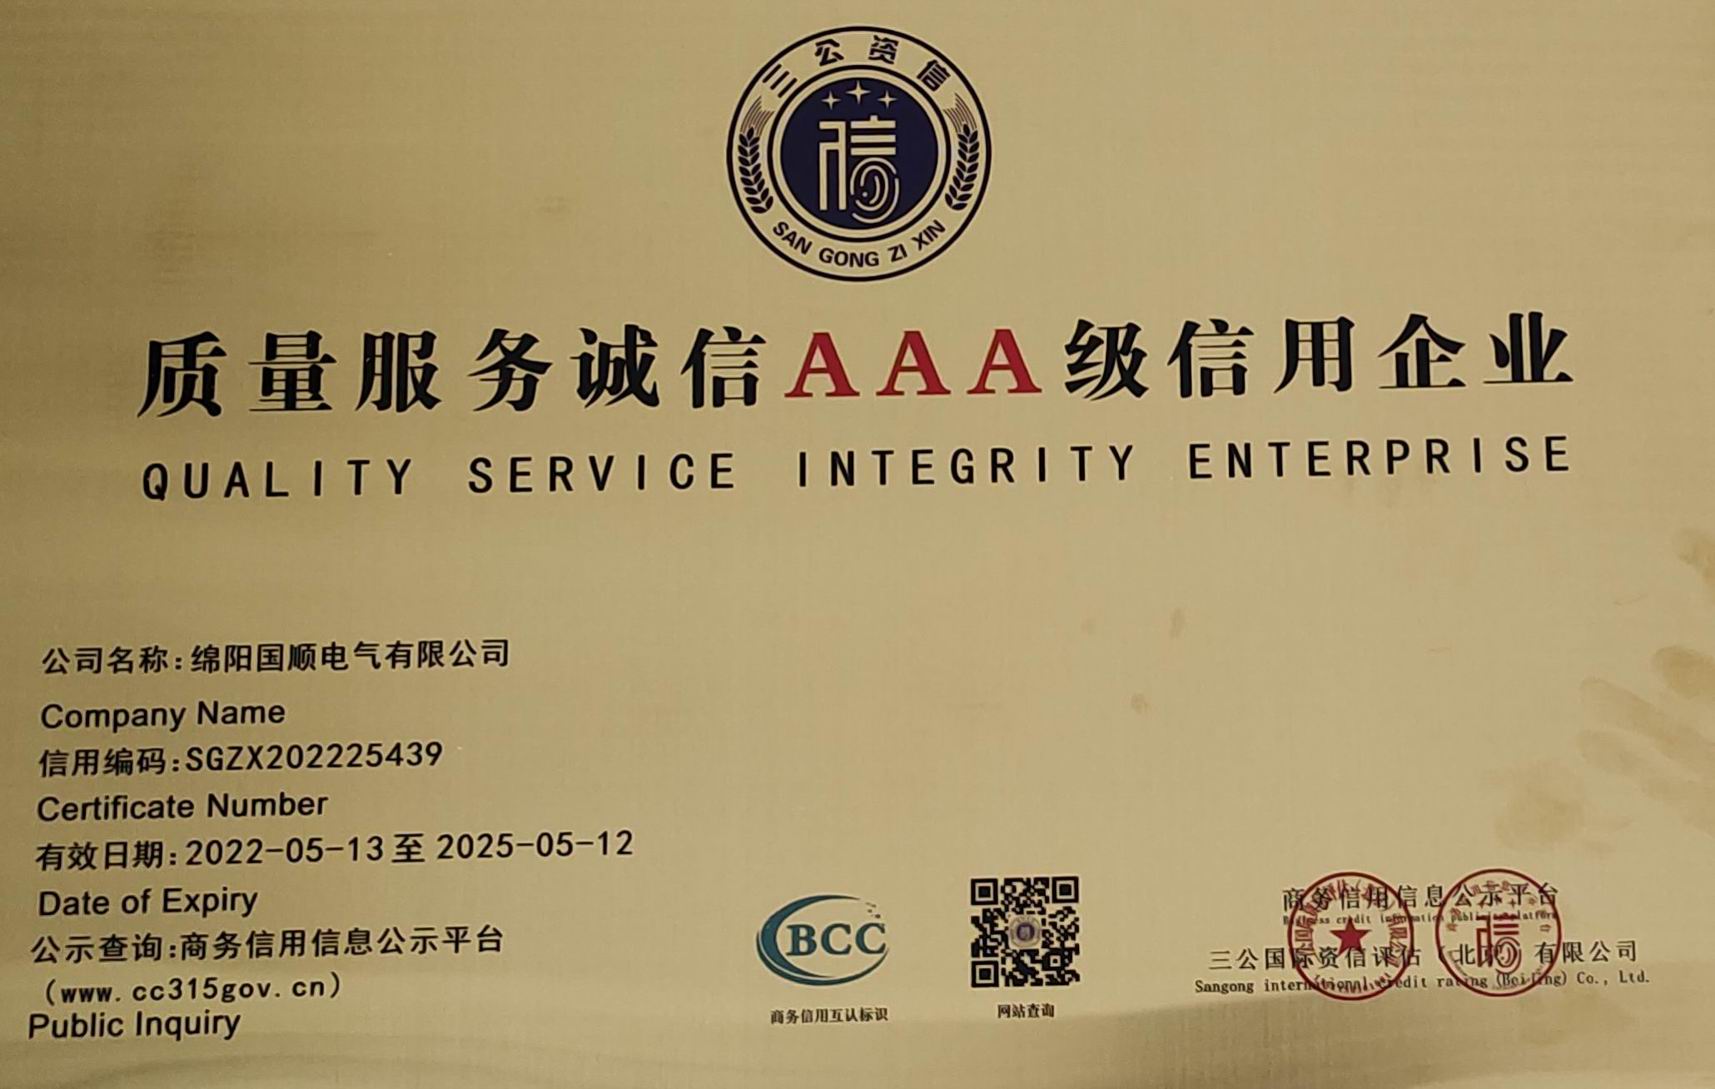 三公资信
信
SAN GONG ZI XIN
质量服务诚信AAA级信用企业
QUALITY SERVICE INTEGRITY ENTERPRISE
公司名称:绵阳国顺电气有限公司
Company Name
信用编码:SGZX202225439
Certificate Number
有效日期:2022-05-13至2025-05-12
Date of Expiry
公示查询:商务信用信息公示平台
(www.cc315gov.cn)
Public Inquiry
BCC
商务信用互认标识
网站查询
商务信用信息公示平台
Business credit information publicity platform
三公国际资信评估(北京)有限公司
Sangong international credit rating (Beijing) Co., Ltd.